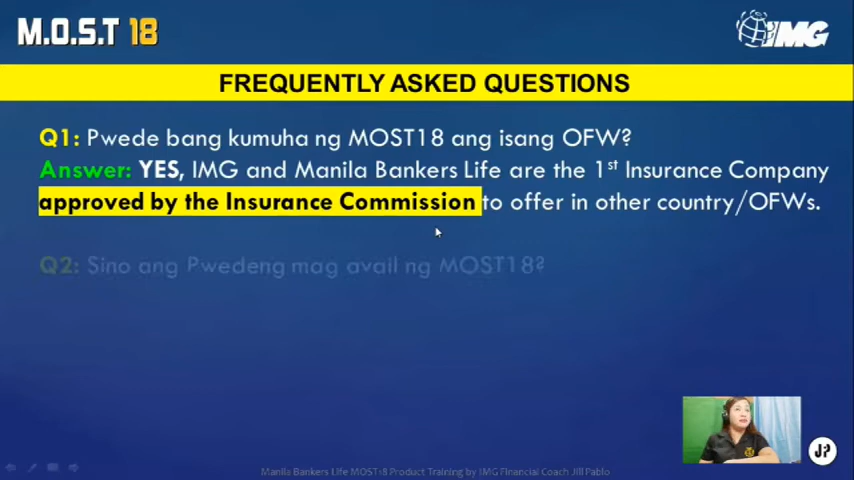 M.O.S.T 18
IMG
FREQUENTLY ASKED QUESTIONS
Q1: Pwede bang kumuha ng MOST18 ang isang OFW?
Answer: YES, IMG and Manila Bankers Life are the 1st Insurance Company
approved by the Insurance Commission to offer in other country/OFWs.
Q2: Sino ang Pwedeng mag avail ng MOST18?
JP
Manila Bankers Life MOST18 Product Training by IMG Financial Coach Jill Pablo